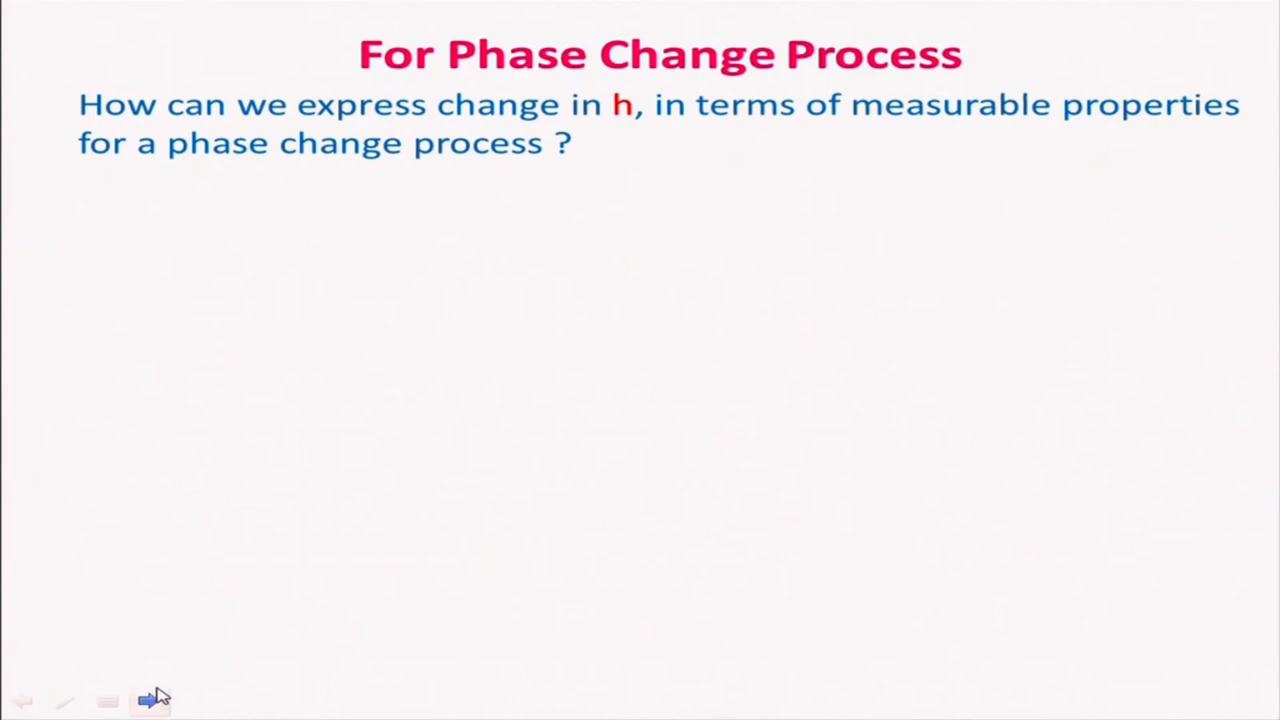 For Phase Change Process
How can we express change in h, in terms of measurable properties
for a phase change process ?